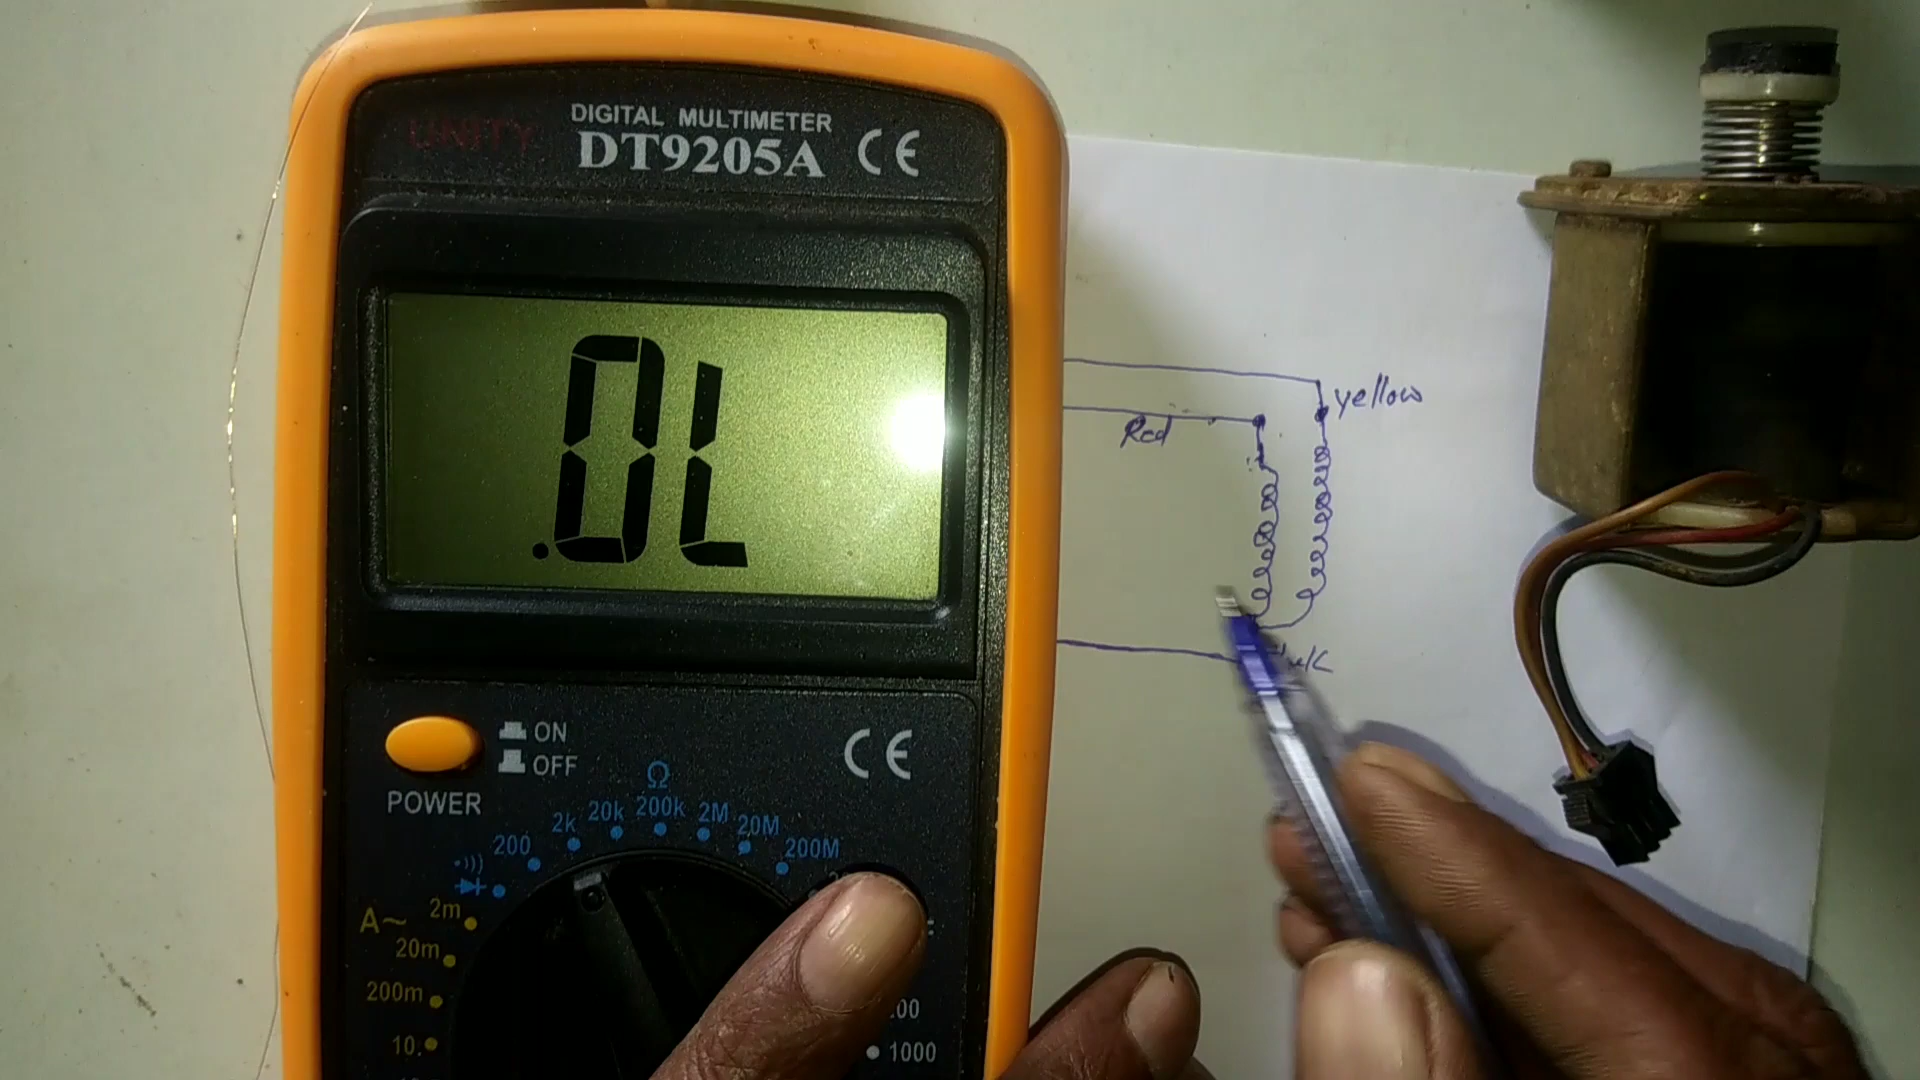 UNITY
DIGITAL MULTIMETER
DT9205A CE
.0L
yellow
Red
ON
OFF
POWER
CE
Ω
200 2k 20k 200k 2M 20M 200M
A~
2m
20m
200m
10
1000